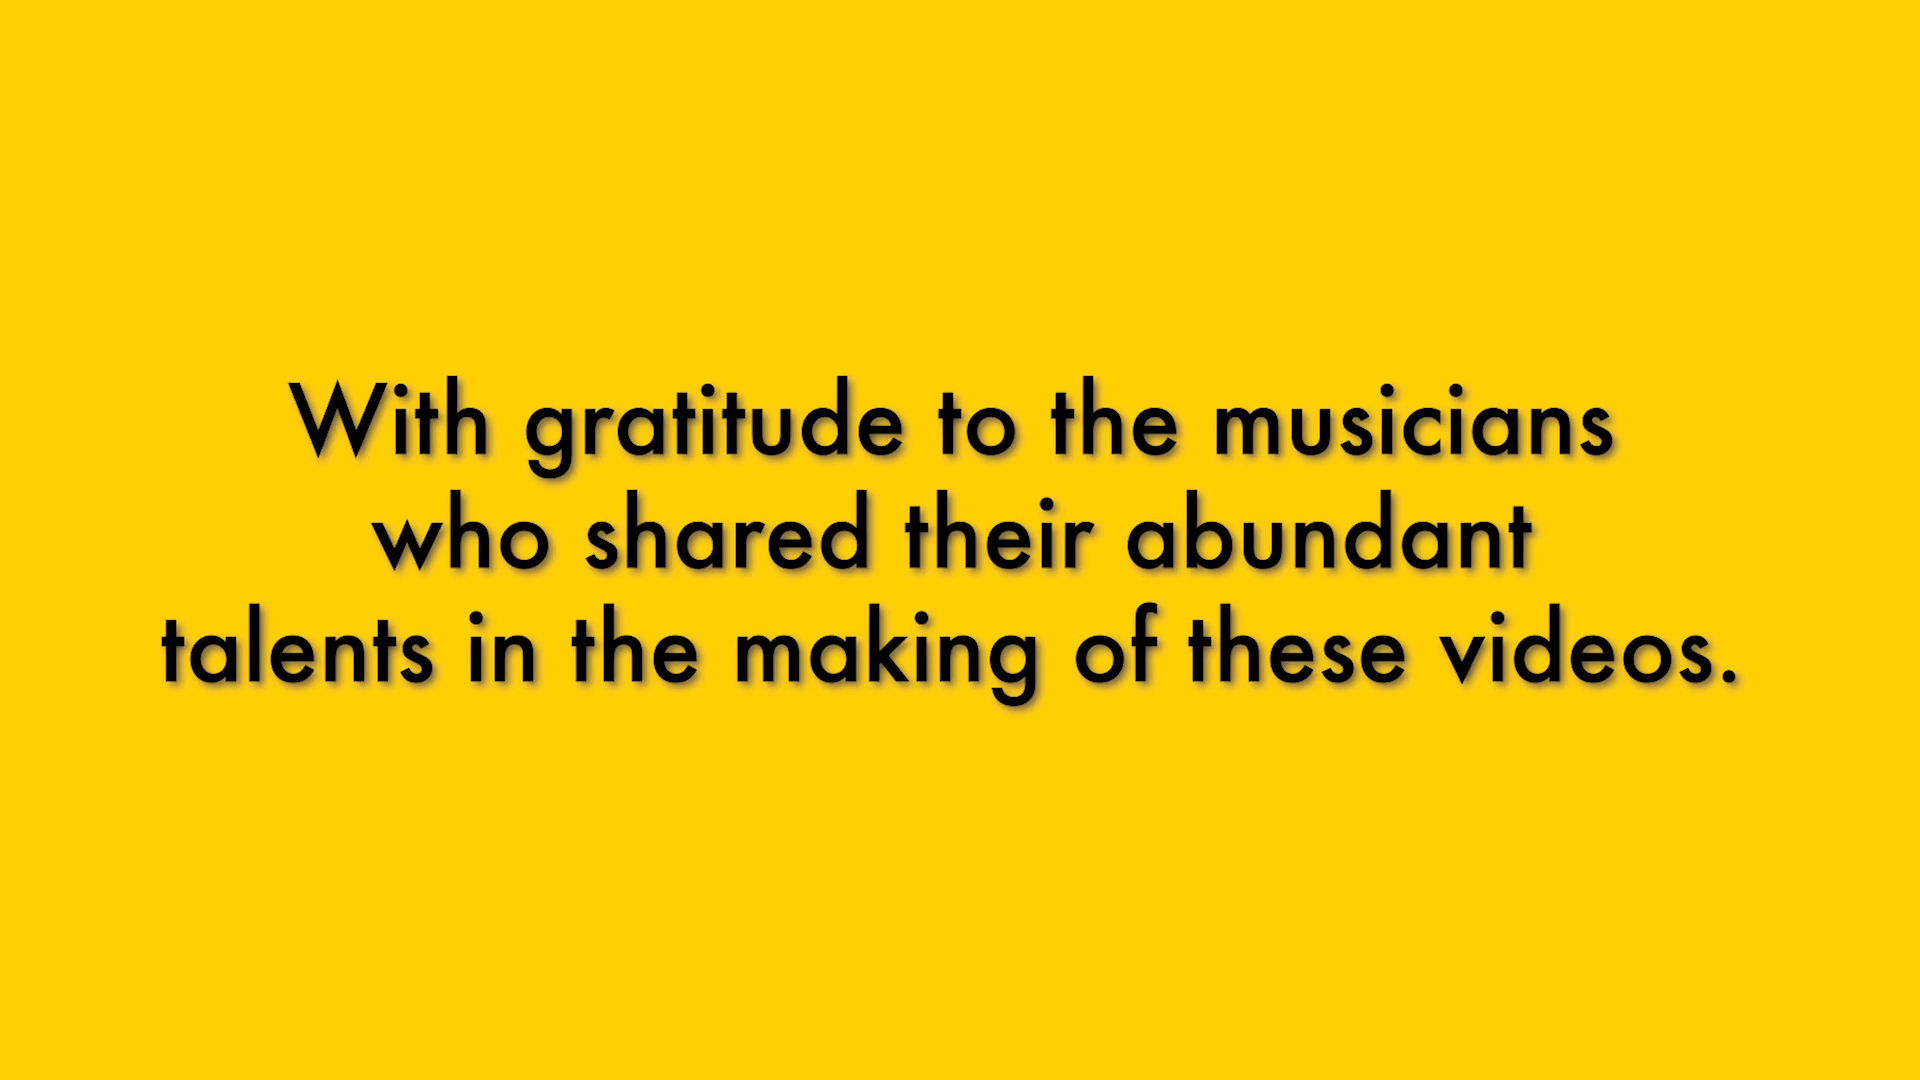 With gratitude to the musicians
who shared their abundant
talents in the making of these videos.